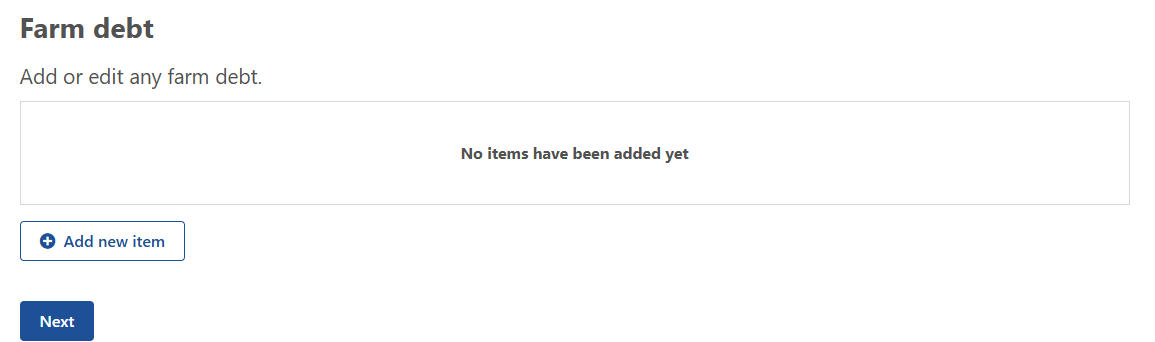 Farm debt
Add or edit any farm debt.
No items have been added yet
Add new item
Next